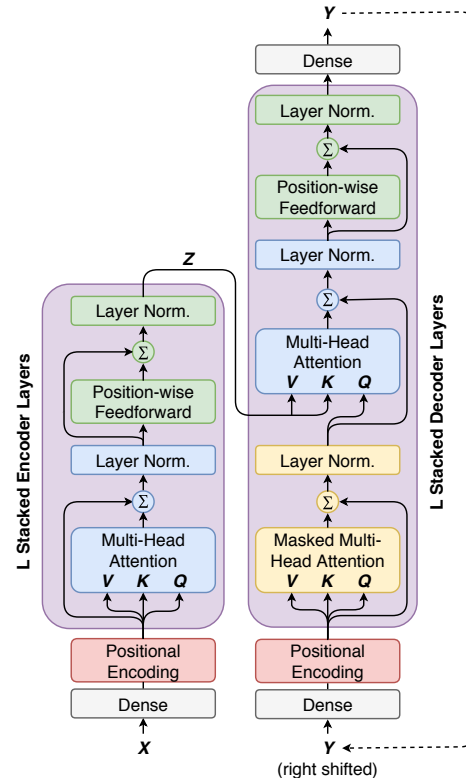 Y
Dense
Layer Norm.
Σ
Position-wise
Feedforward
Layer Norm.
Σ
Multi-Head
Attention
V K Q
Layer Norm.
Σ
Masked Multi-
Head Attention
V K Q
Positional
Encoding
Dense
Y
(right shifted)
L Stacked Decoder Layers
Z
Layer Norm.
Σ
Position-wise
Feedforward
Layer Norm.
Σ
Multi-Head
Attention
V K Q
Positional
Encoding
Dense
X
L Stacked Encoder Layers